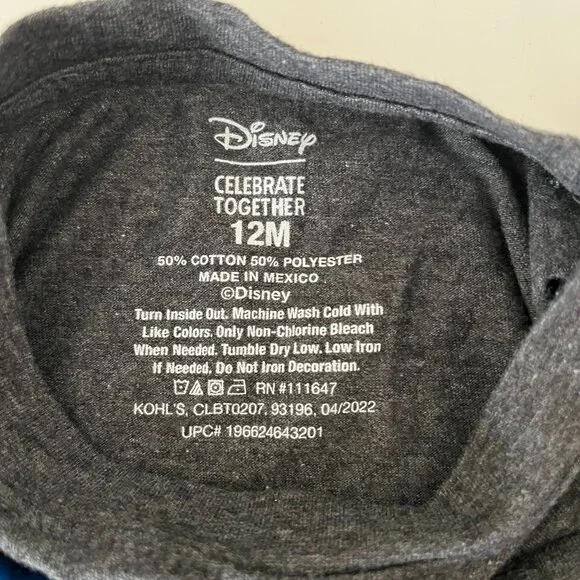 Disney
CELEBRATE
TOGETHER
12M
50% COTTON 50% POLYESTER
MADE IN MEXICO
©Disney
Turn Inside Out. Machine Wash Cold With
Like Colors. Only Non-Chlorine Bleach
When Needed. Tumble Dry Low. Low Iron
If Needed. Do Not Iron Decoration.
RN #111647
KOHL'S, CLBT0207, 93196, 04/2022
UPC# 196624643201